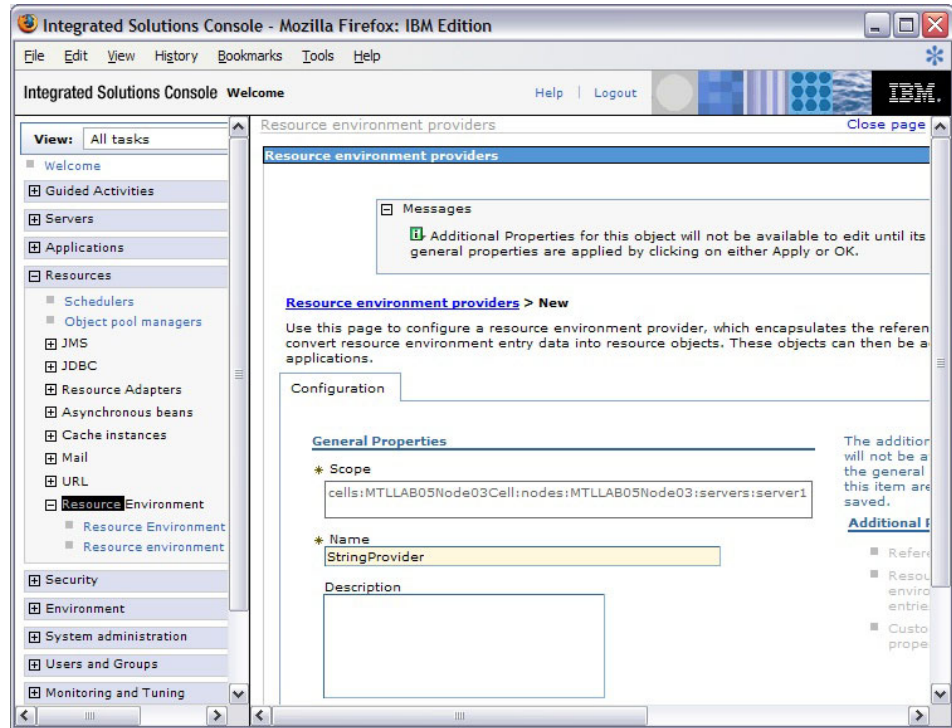 Integrated Solutions Console - Mozilla Firefox: IBM Edition
File Edit View History Bookmarks Tools Help
Integrated Solutions Console Welcome Help | Logout IBM.
View: All tasks
Welcome
Guided Activities
Servers
Applications
Resources
Schedulers
Object pool managers
JMS
JDBC
Resource Adapters
Asynchronous beans
Cache instances
Mail
URL
Resource Environment
Resource Environment
Resource environment
Security
Environment
System administration
Users and Groups
Monitoring and Tuning
Resource environment providers Close page
Resource environment providers
Messages
Additional Properties for this object will not be available to edit until its
general properties are applied by clicking on either Apply or OK.
Resource environment providers > New
Use this page to configure a resource environment provider, which encapsulates the referen
convert resource environment entry data into resource objects. These objects can then be a
applications.
Configuration
General Properties
* Scope
cells:MTLLAB05Node03Cell:nodes:MTLLAB05Node03:servers:server1
* Name
StringProvider
Description
The addition
will not be a
the general
this item are
saved.
Additional
Refer
Resou
enviro
entrie
Custo
prope